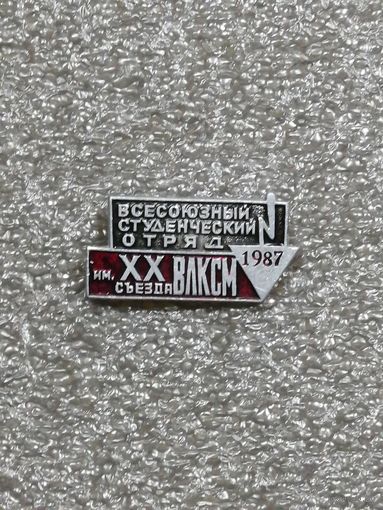 ВСЕСОЮЗНЫЙ
СТУДЕНЧЕСКИЙ
ОТРЯД
1987
ИМ. XX СЪЕЗДА ВЛКСМ